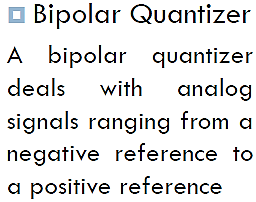 Bipolar Quantizer
A bipolar quantizer
deals with analog
signals ranging from a
negative reference to
a positive reference